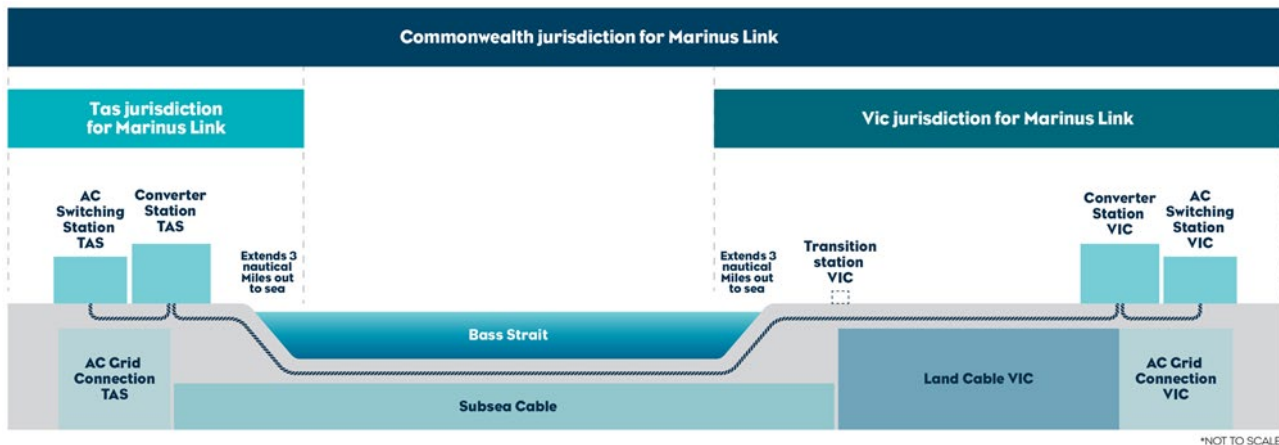 Commonwealth jurisdiction for Marinus Link
Tas jurisdiction
for Marinus Link
Vic jurisdiction for Marinus Link
AC
Switching
Station
TAS
Converter
Station
TAS
Extends 3
nautical
Miles out
to sea
Extends 3
nautical
Miles out
to sea
Transition
station
VIC
Converter
Station
VIC
AC
Switching
Station
VIC
Bass Strait
AC Grid
Connection
TAS
Subsea Cable
Land Cable VIC
AC Grid
Connection
VIC
*NOT TO SCALE